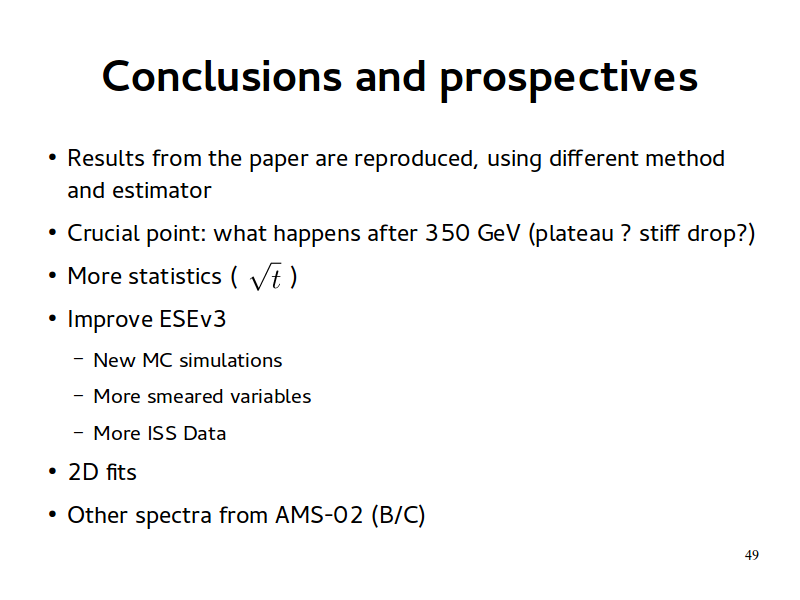 Conclusions and prospectives
• Results from the paper are reproduced, using different method
and estimator
• Crucial point: what happens after 350 GeV (plateau ? stiff drop?)
• More statistics ( √t )
• Improve ESEv3
– New MC simulations
– More smeared variables
– More ISS Data
• 2D fits
• Other spectra from AMS-02 (B/C)
49